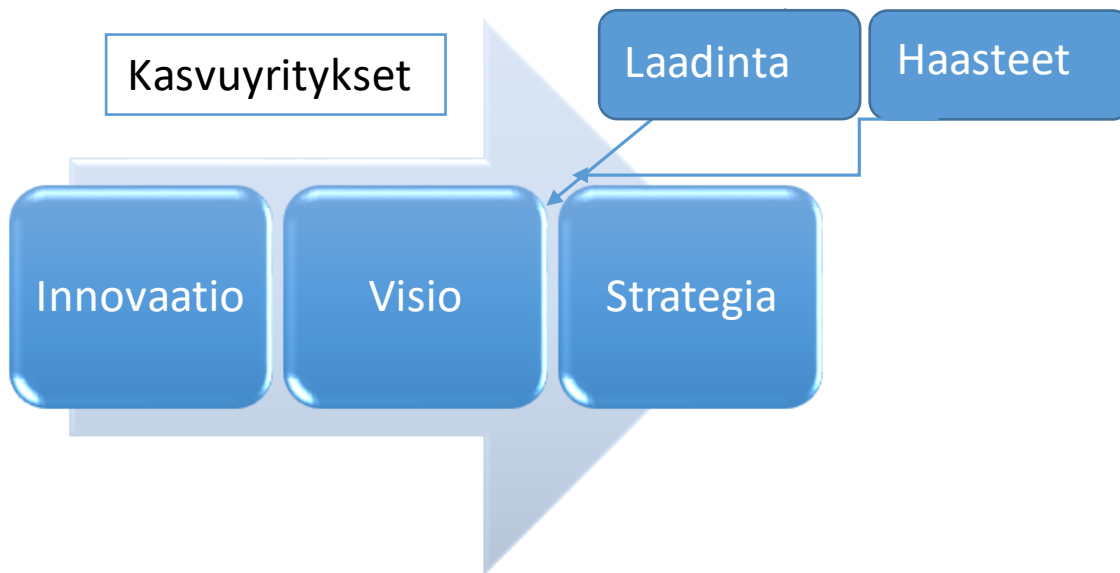 Kasvuyritykset
Laadinta
Haasteet
Innovaatio
Visio
Strategia